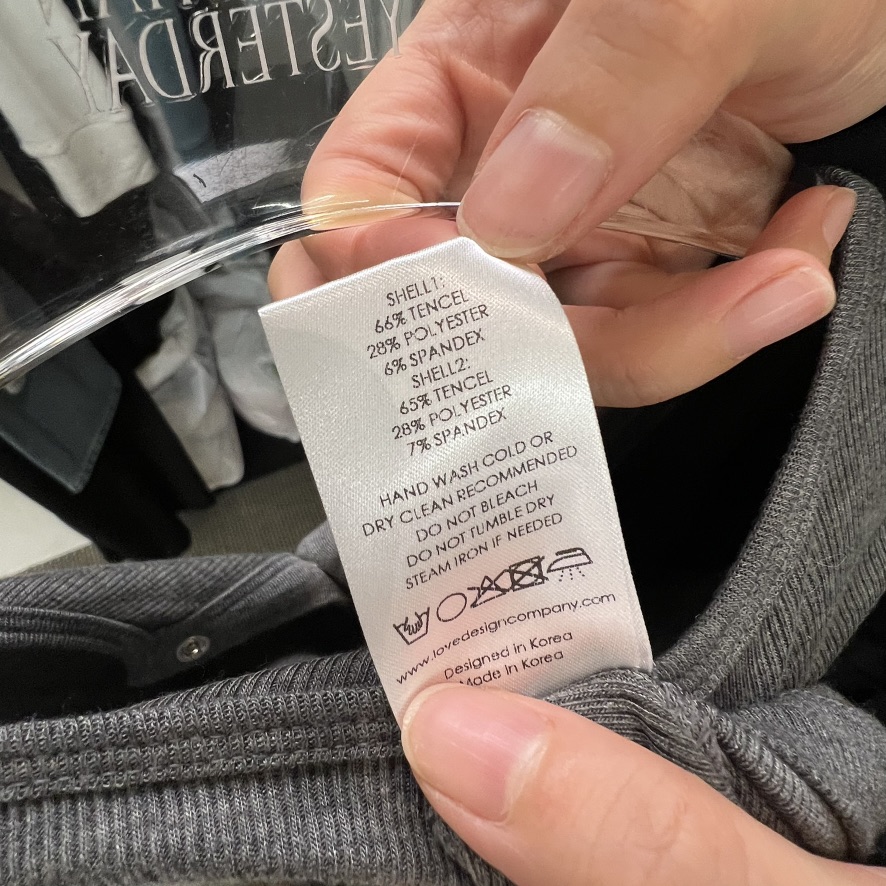 YESTERDAY
SHELL1:
66% TENCEL
28% POLYESTER
6% SPANDEX
SHELL2:
65% TENCEL
28% POLYESTER
7% SPANDEX
HAND WASH COLD OR
DRY CLEAN RECOMMENDED
DO NOT BLEACH
DO NOT TUMBLE DRY
STEAM IRON IF NEEDED
www.lovedesigncompany.com
Designed in Korea
Made in Korea